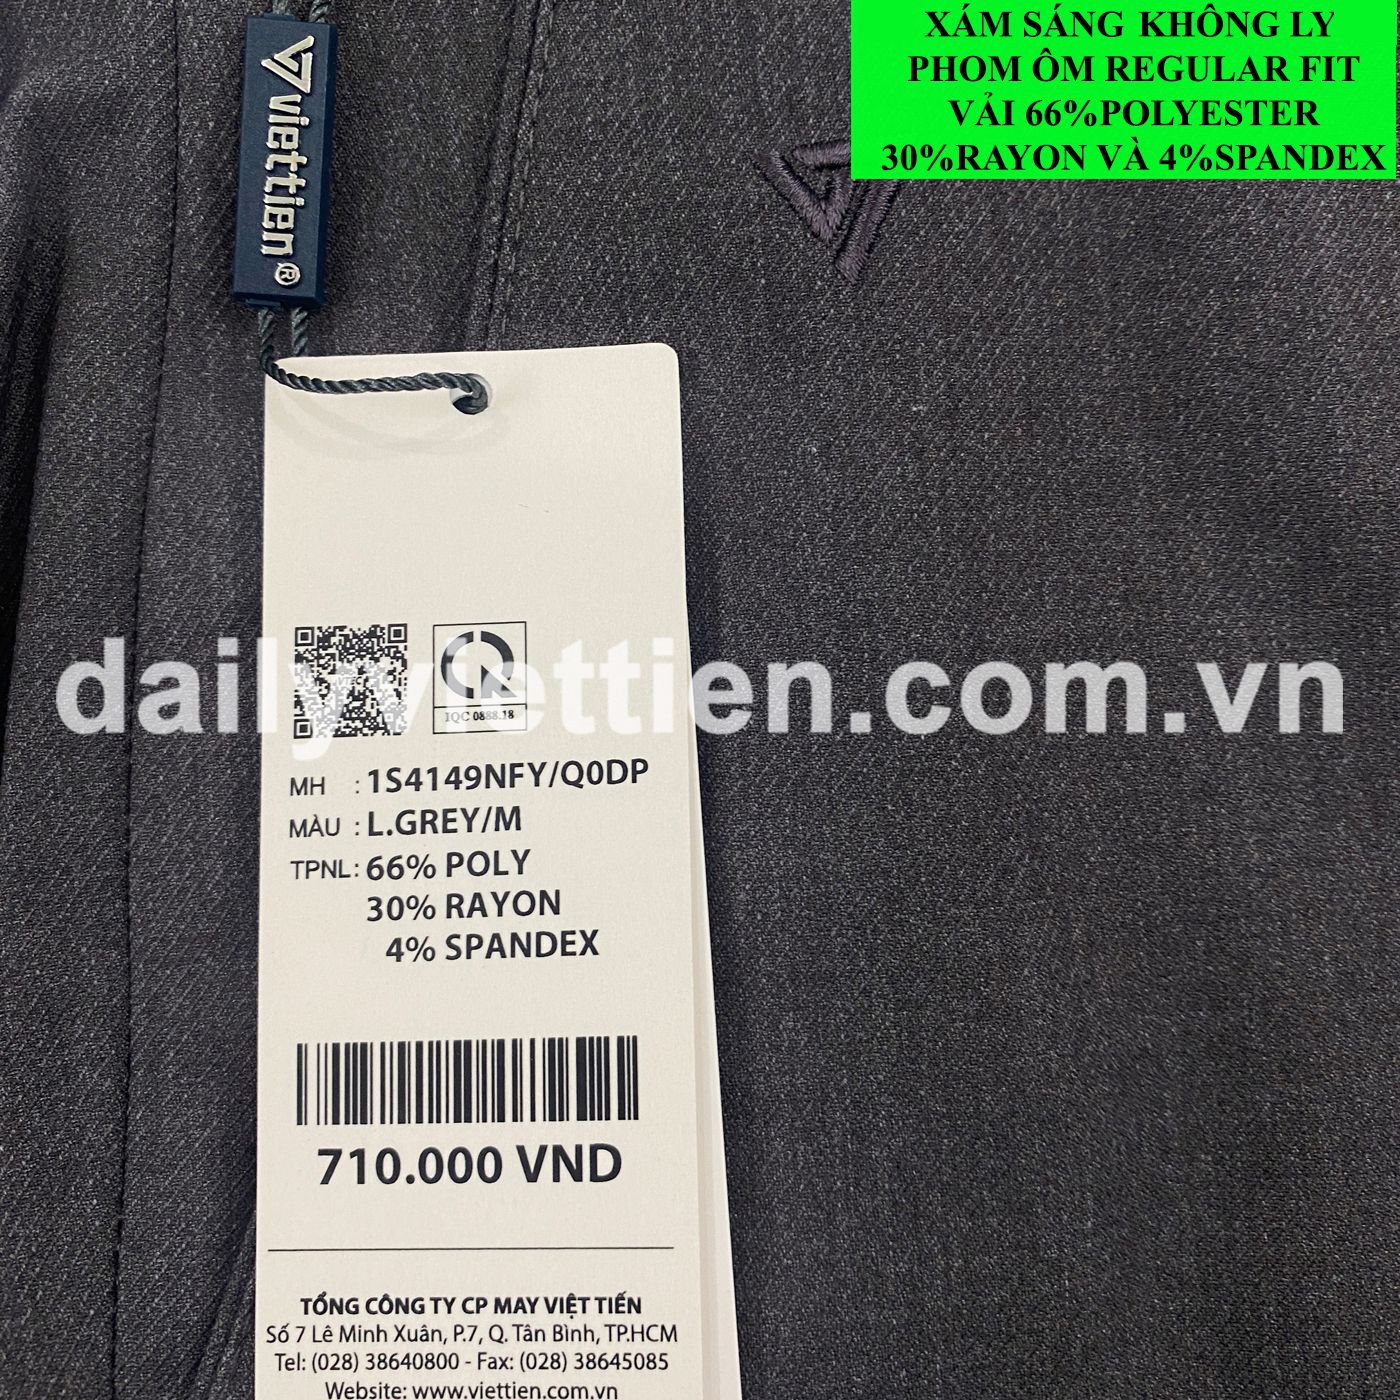 XÁM SÁNG KHÔNG LY
PHOM ÔM REGULAR FIT
VẢI 66%POLYESTER
30%RAYON VÀ 4%SPANDEX
viettien®
dailyviettien.com.vn
VTEC
1QC 0888.18
MH : 1S4149NFY/Q0DP
MÀU : L.GREY/M
TPNL: 66% POLY
30% RAYON
4% SPANDEX
710.000 VND
TỔNG CÔNG TY CP MAY VIỆT TIẾN
Số 7 Lê Minh Xuân, P.7, Q. Tân Bình, TP.HCM
Tel: (028) 38640800 - Fax: (028) 38645085
Website: www.viettien.com.vn